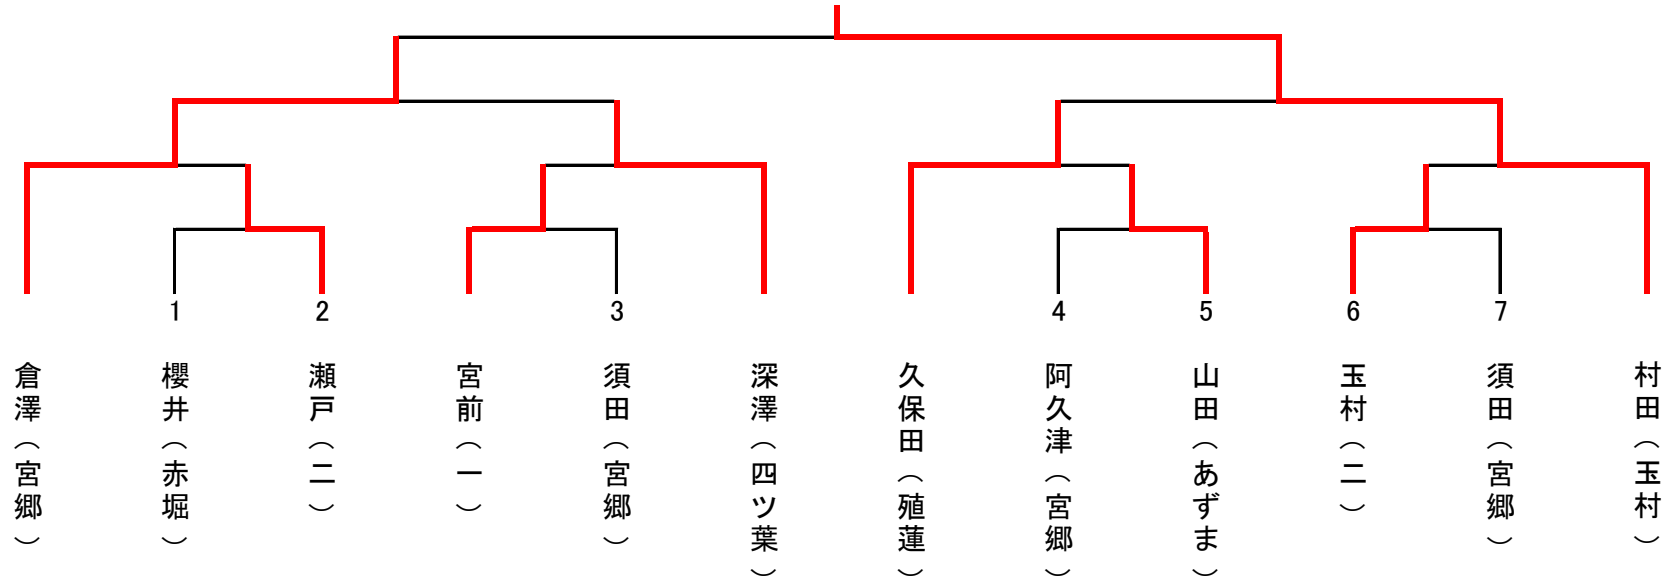 1
2
3
4
5
6
7
倉澤（宮郷）
櫻井（赤堀）
瀬戸（二）
宮前（一）
須田（宮郷）
深澤（四ツ葉）
久保田（殖蓮）
阿久津（宮郷）
山田（あずま）
玉村（二）
須田（宮郷）
村田（玉村）